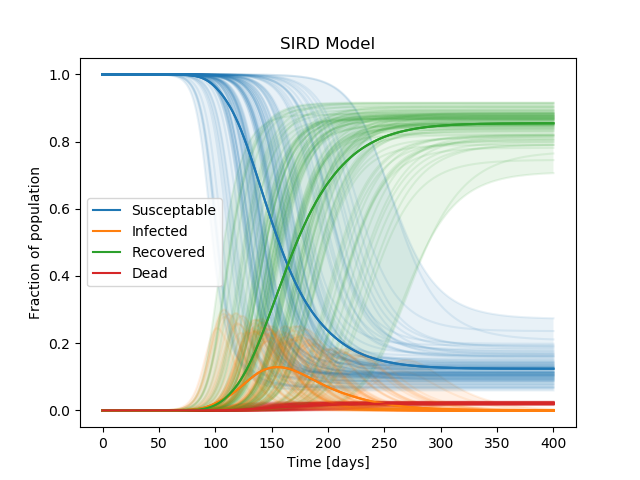 SIRD Model
1.0
0.8
0.6
0.4
0.2
0.0
Fraction of population
Susceptable
Infected
Recovered
Dead
0 50 100 150 200 250 300 350 400
Time [days]